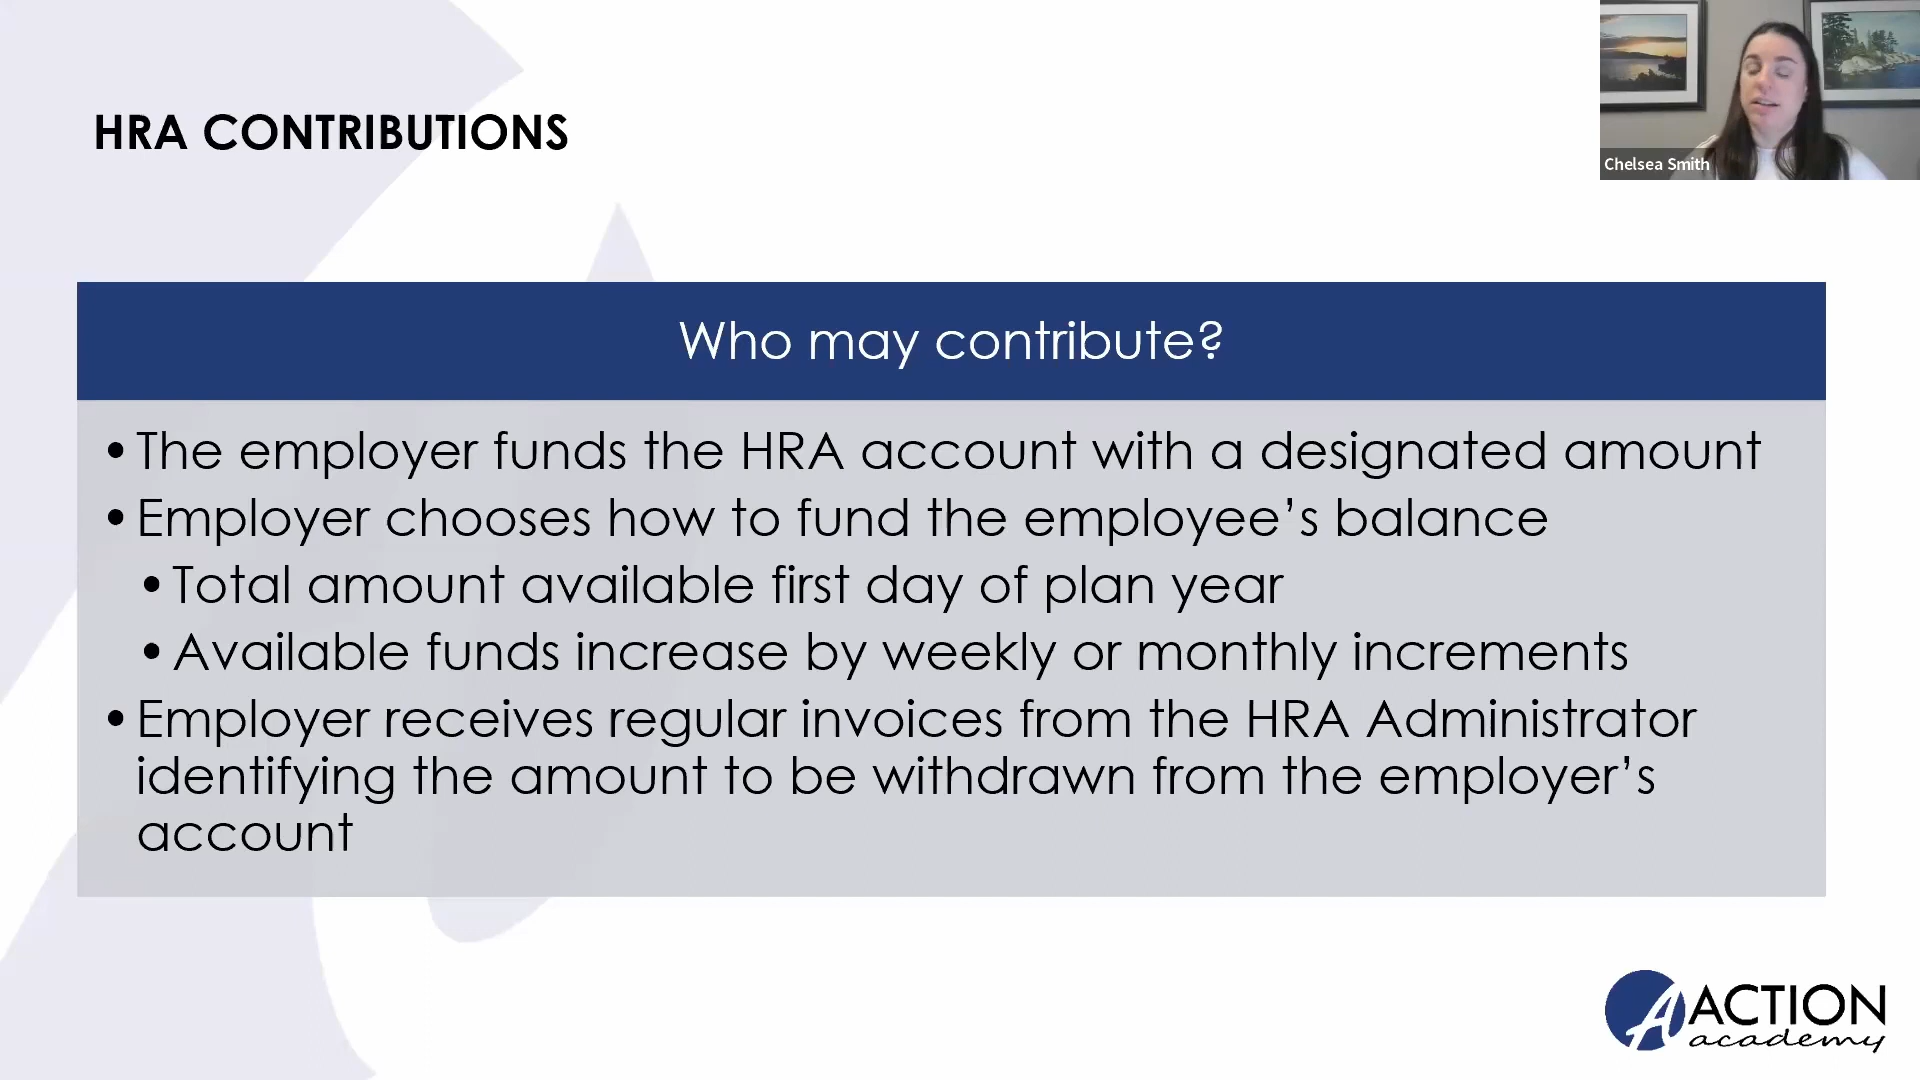 HRA CONTRIBUTIONS
Chelsea Smith
Who may contribute?
•The employer funds the HRA account with a designated amount
•Employer chooses how to fund the employee’s balance
•Total amount available first day of plan year
•Available funds increase by weekly or monthly increments
•Employer receives regular invoices from the HRA Administrator
identifying the amount to be withdrawn from the employer’s
account
A ACTION
academy